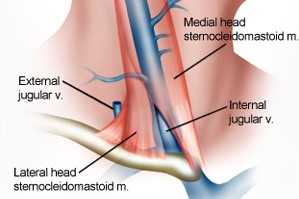 Medial head
sternocleidomastoid m.
External
jugular v.
Internal
jugular v.
Lateral head
sternocleidomastoid m.